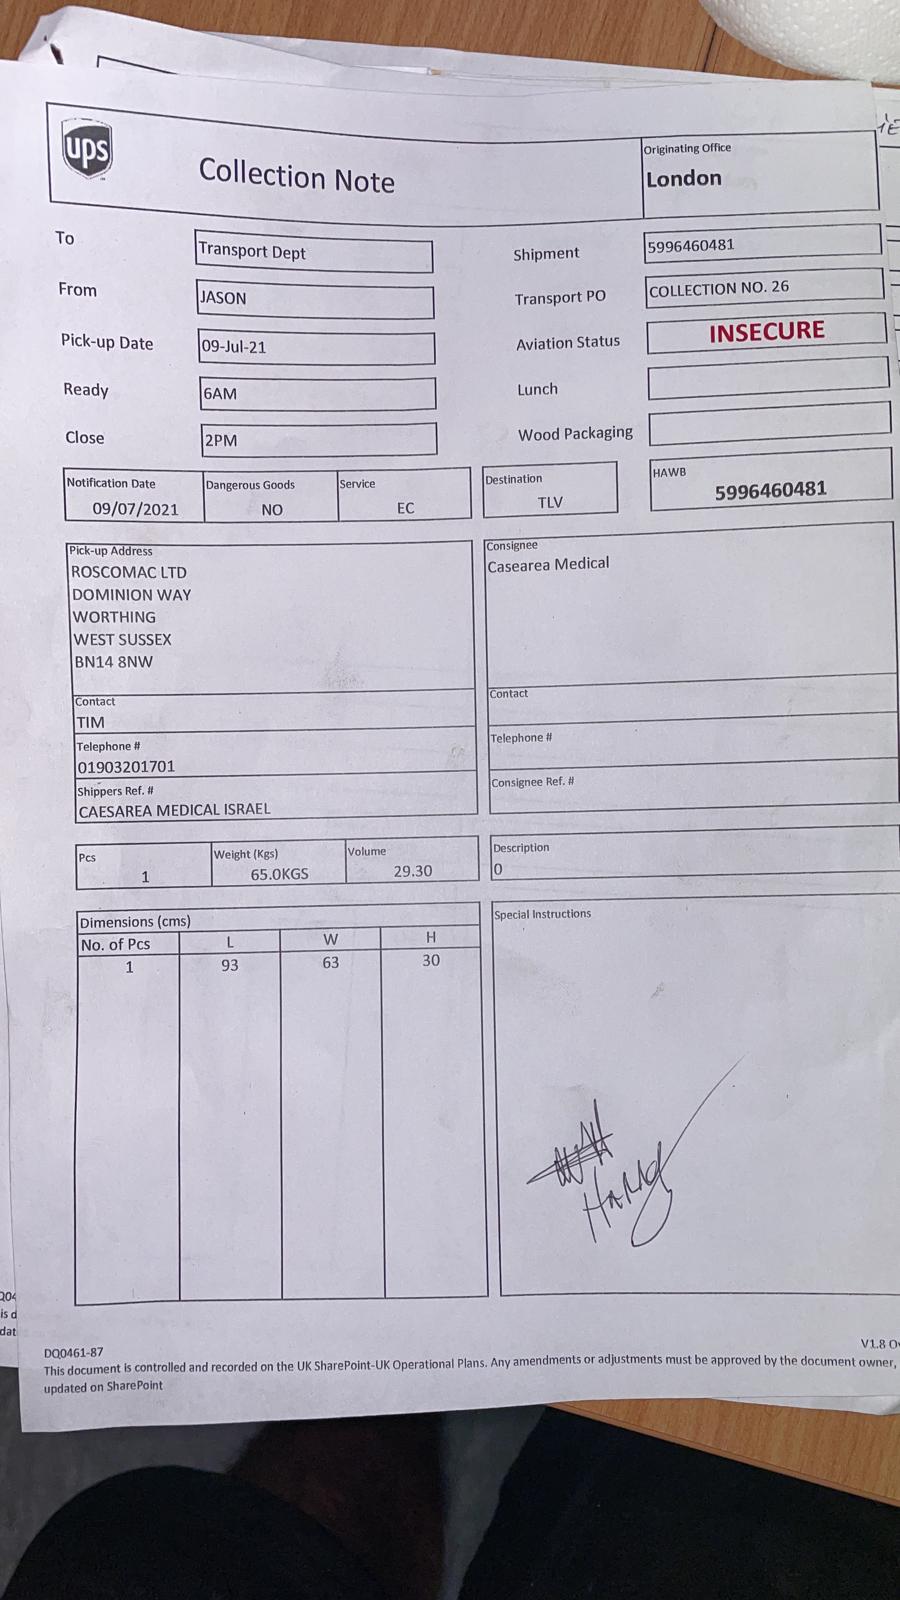 ups
Collection Note
Originating Office
London
To
Transport Dept
Shipment
5996460481
From
JASON
Transport PO
COLLECTION NO. 26
Pick-up Date
09-Jul-21
Aviation Status
INSECURE
Ready
6AM
Lunch
Close
2PM
Wood Packaging
Notification Date
09/07/2021
Dangerous Goods
NO
Service
EC
Destination
TLV
HAWB
5996460481
Pick-up Address
ROSCOMAC LTD
DOMINION WAY
WORTHING
WEST SUSSEX
BN14 8NW
Consignee
Casearea Medical
Contact
TIM
Contact
Telephone #
01903201701
Telephone #
Shippers Ref. #
CAESAREA MEDICAL ISRAEL
Consignee Ref. #
Pcs
1
Weight (Kgs)
65.0KGS
Volume
29.30
Description
0
Dimensions (cms)
No. of Pcs L W H
1 93 63 30
Special Instructions
DQ0461-87
V1.8
This document is controlled and recorded on the UK SharePoint-UK Operational Plans. Any amendments or adjustments must be approved by the document owner,
updated on SharePoint